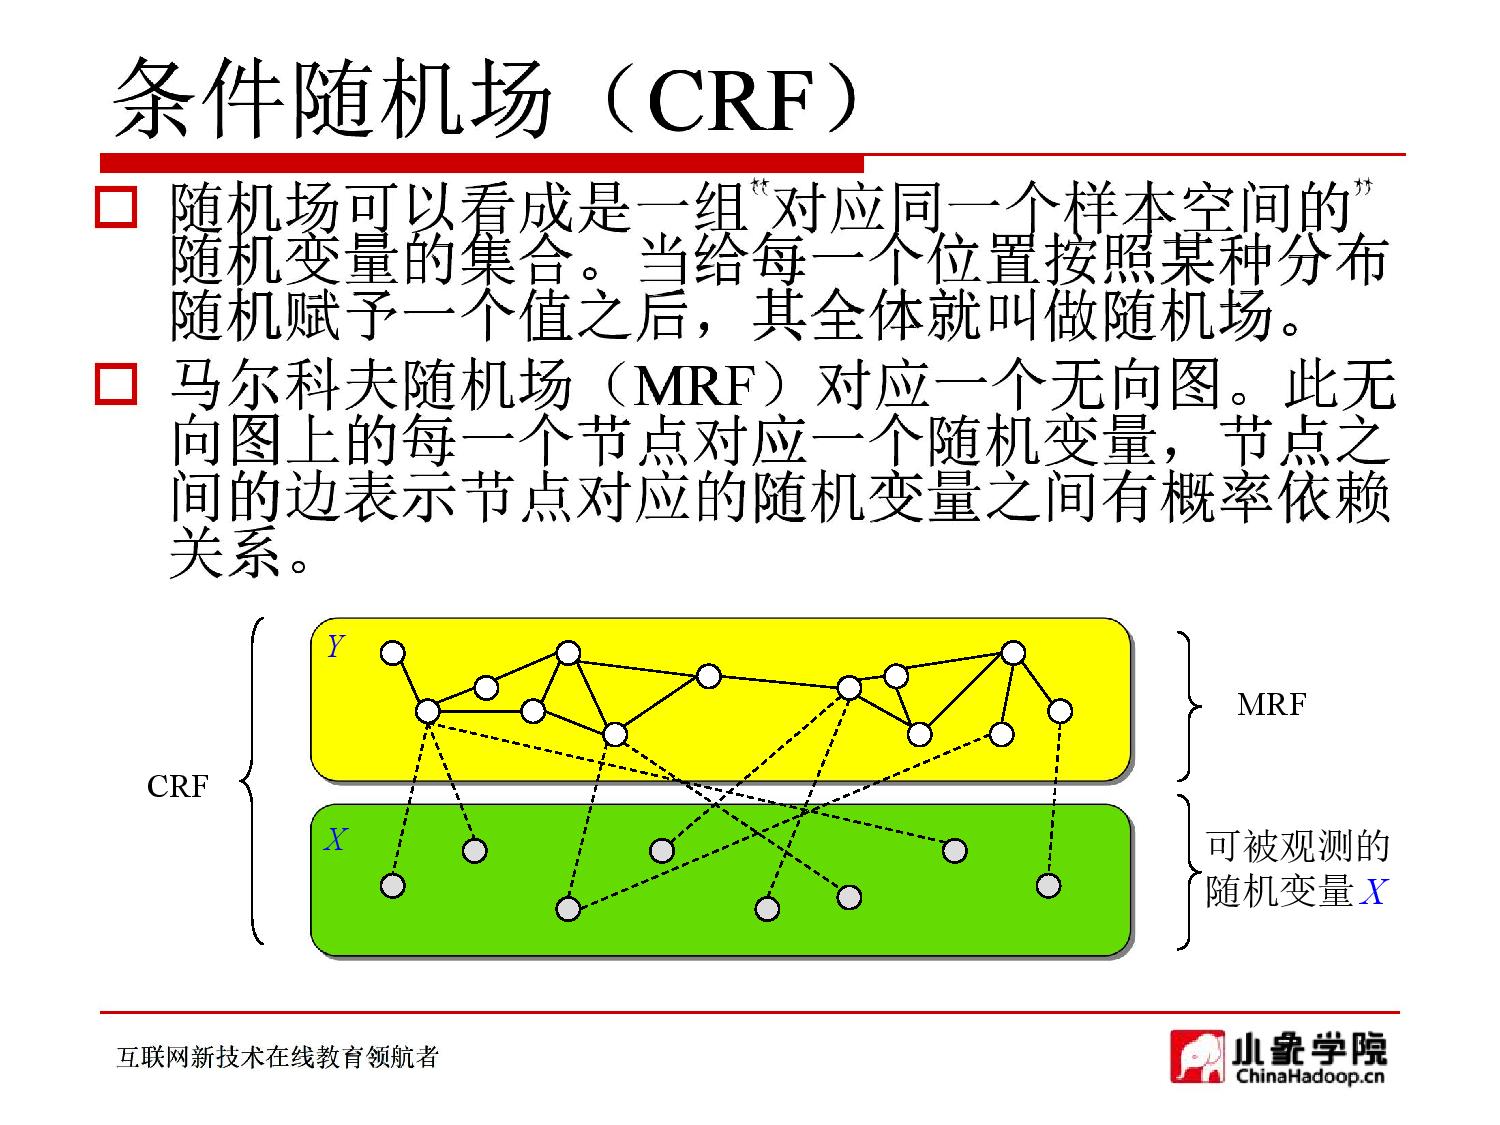 条件随机场（CRF）
随机场可以看成是一组“对应同一个样本空间的”
随机变量的集合。当给每一个位置按照某种分布
随机赋予一个值之后，其全体就叫做随机场。
马尔科夫随机场（MRF）对应一个无向图。此无
向图上的每一个节点对应一个随机变量，节点之
间的边表示节点对应的随机变量之间有概率依赖
关系。
Y
MRF
CRF
X
可被观测的
随机变量X
互联网新技术在线教育领航者
小象学院
ChinaHadoop.cn